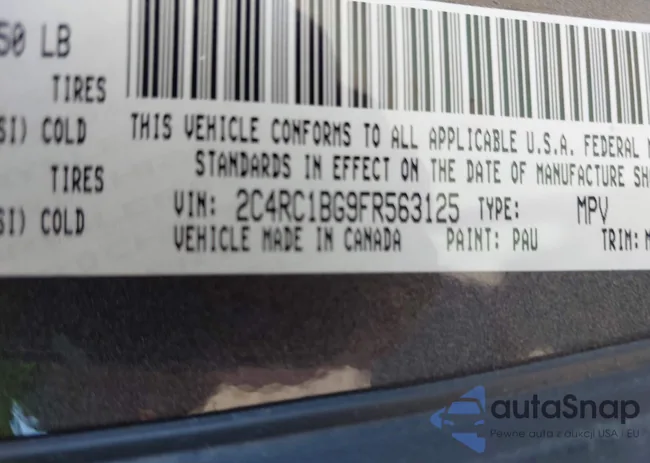 50 LB
TIRES
SI) COLD
THIS VEHICLE CONFORMS TO ALL APPLICABLE U.S.A. FEDERAL
STANDARDS IN EFFECT ON THE DATE OF MANUFACTURE SH
TIRES
VIN: 2C4RC1BG9FR563125 TYPE: MPV
SI) COLD
VEHICLE MADE IN CANADA PAINT: PAU TRIM: M
autaSnap
Pewne auta z aukcji USA i EU